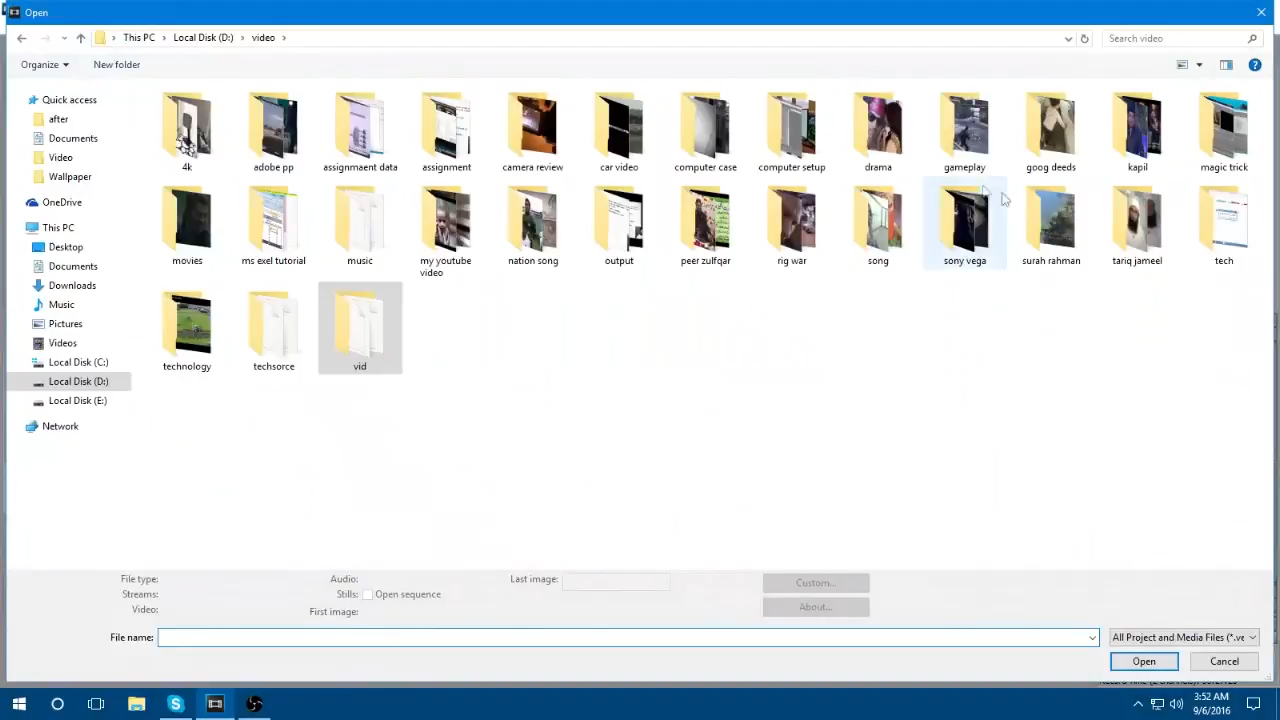 Open
This PC > Local Disk (D:) > video >
Search video
Organize
New folder
Quick access
after
Documents
Video
Wallpaper
OneDrive
This PC
Desktop
Documents
Downloads
Music
Pictures
Videos
Local Disk (C:)
Local Disk (D:)
Local Disk (E:)
Network
4k
adobe pp
assignmaent data
assignment
camera review
car video
computer case
computer setup
drama
gameplay
goog deeds
kapil
magic trick
movies
ms exel tutorial
music
my youtube
video
nation song
output
peer zulfqar
rig war
song
sony vega
surah rahman
tariq jameel
tech
technology
techsorce
vid
File type:
Streams:
Video:
Audio:
Stills:
Open sequence
First image:
Last image:
Custom...
About...
File name:
All Project and Media Files (*.ve
Open
Cancel
3:52 AM
9/6/2016